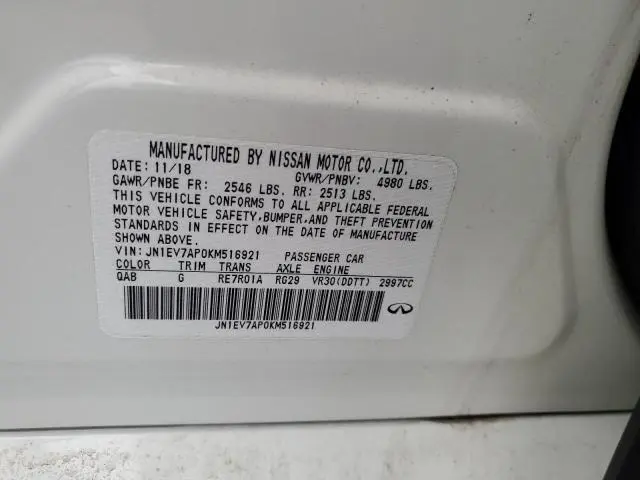 MANUFACTURED BY NISSAN MOTOR CO.,LTD.
DATE: 11/18 GVWR/PNBV: 4980 LBS.
GAWR/PNBE FR: 2546 LBS. RR: 2513 LBS.
THIS VEHICLE CONFORMS TO ALL APPLICABLE FEDERAL
MOTOR VEHICLE SAFETY,BUMPER,AND THEFT PREVENTION
STANDARDS IN EFFECT ON THE DATE OF MANUFACTURE
SHOWN ABOVE.
VIN: JN1EV7AP0KM516921 PASSENGER CAR
COLOR TRIM TRANS AXLE ENGINE
QAB G RE7R01A RG29 VR30(DDTT) 2997CC
JN1EV7AP0KM516921